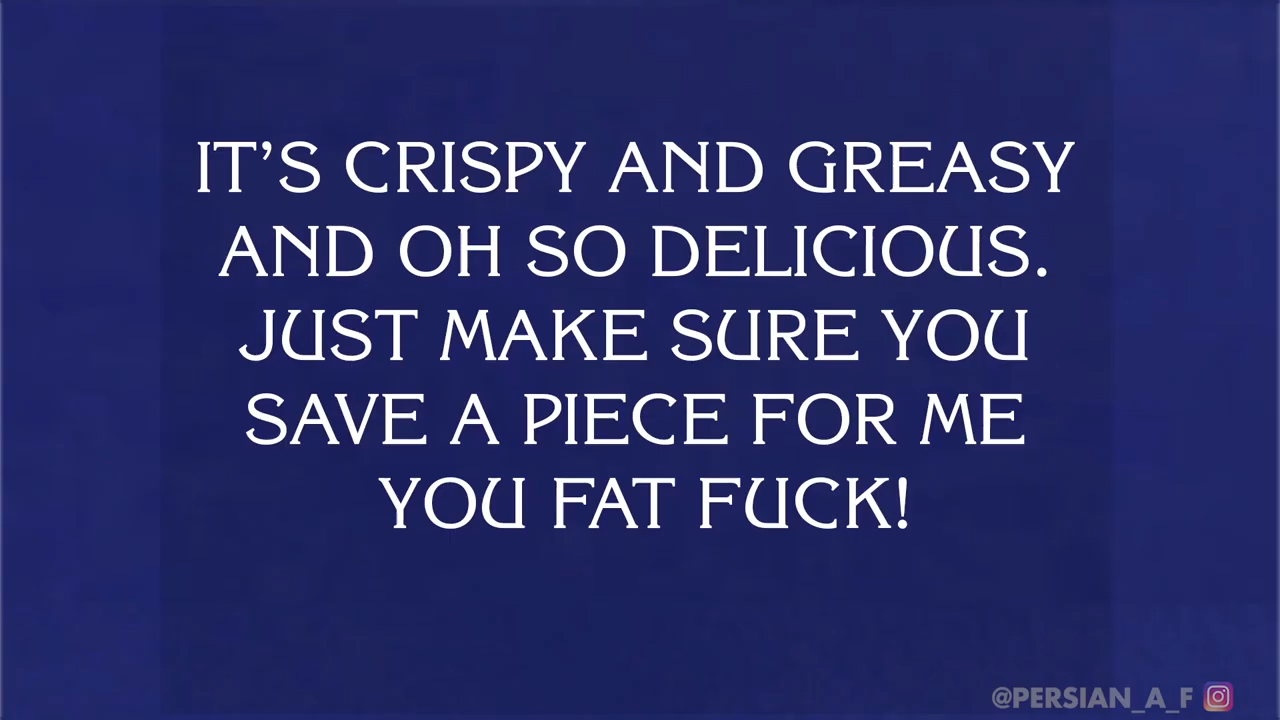 IT’S CRISPY AND GREASY
AND OH SO DELICIOUS.
JUST MAKE SURE YOU
SAVE A PIECE FOR ME
YOU FAT FUCK!
@PERSIAN_A_F